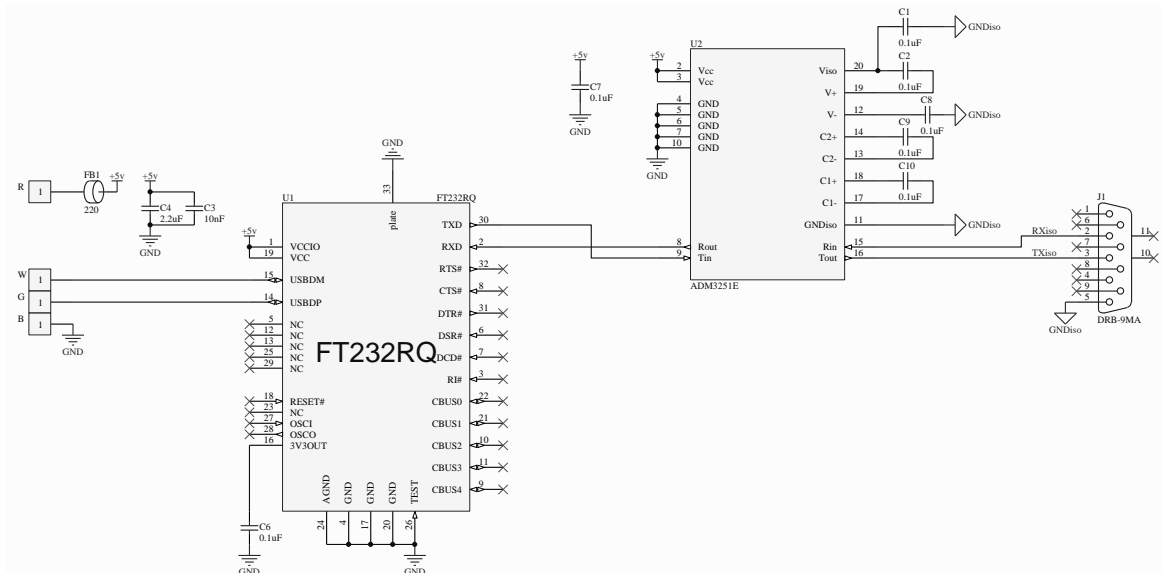 R
1
FB1
220
+5v
+5v
C4
2.2uF
C3
10nF
GND
W
1
G
1
B
1
GND
GND
33
U1
FT232RQ
plate
+5v
1
VCCIO
19
VCC
15
USBDM
14
USBDP
5
NC
12
NC
13
NC
25
NC
29
NC
18
RESET#
23
NC
27
OSCI
28
OSCO
16
3V3OUT
C6
0.1uF
GND
FT232RQ
TXD
30
RXD
2
RTS#
32
CTS#
8
DTR#
31
DSR#
6
DCD#
7
RI#
3
CBUS0
22
CBUS1
21
CBUS2
10
CBUS3
11
CBUS4
9
AGND
GND
GND
GND
TEST
24
4
17
20
26
GND
+5v
C7
0.1uF
GND
+5v
U2
2
Vcc
3
Vcc
4
GND
5
GND
6
GND
7
GND
10
GND
GND
8
Rout
9
Tin
ADM3251E
Viso
20
V+
19
V-
12
C2+
14
C2-
13
C1+
18
C1-
17
GNDiso
11
Rin
15
Tout
16
C1
0.1uF
GNDiso
C2
0.1uF
C8
0.1uF
GNDiso
C9
0.1uF
C10
0.1uF
GNDiso
RXiso
TXiso
J1
1
6
2
7
3
8
4
9
5
11
10
GNDiso
DRB-9MA